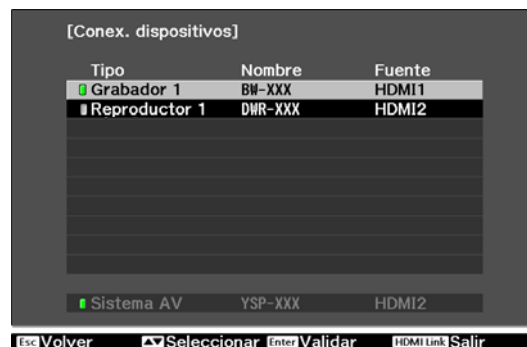 [Conex. dispositivos]
Tipo Nombre Fuente
Grabador 1 BW-XXX HDMI1
Reproductor 1 DWR-XXX HDMI2
Sistema AV YSP-XXX HDMI2
Esc Volver Seleccionar Enter Validar HDMI Link Salir